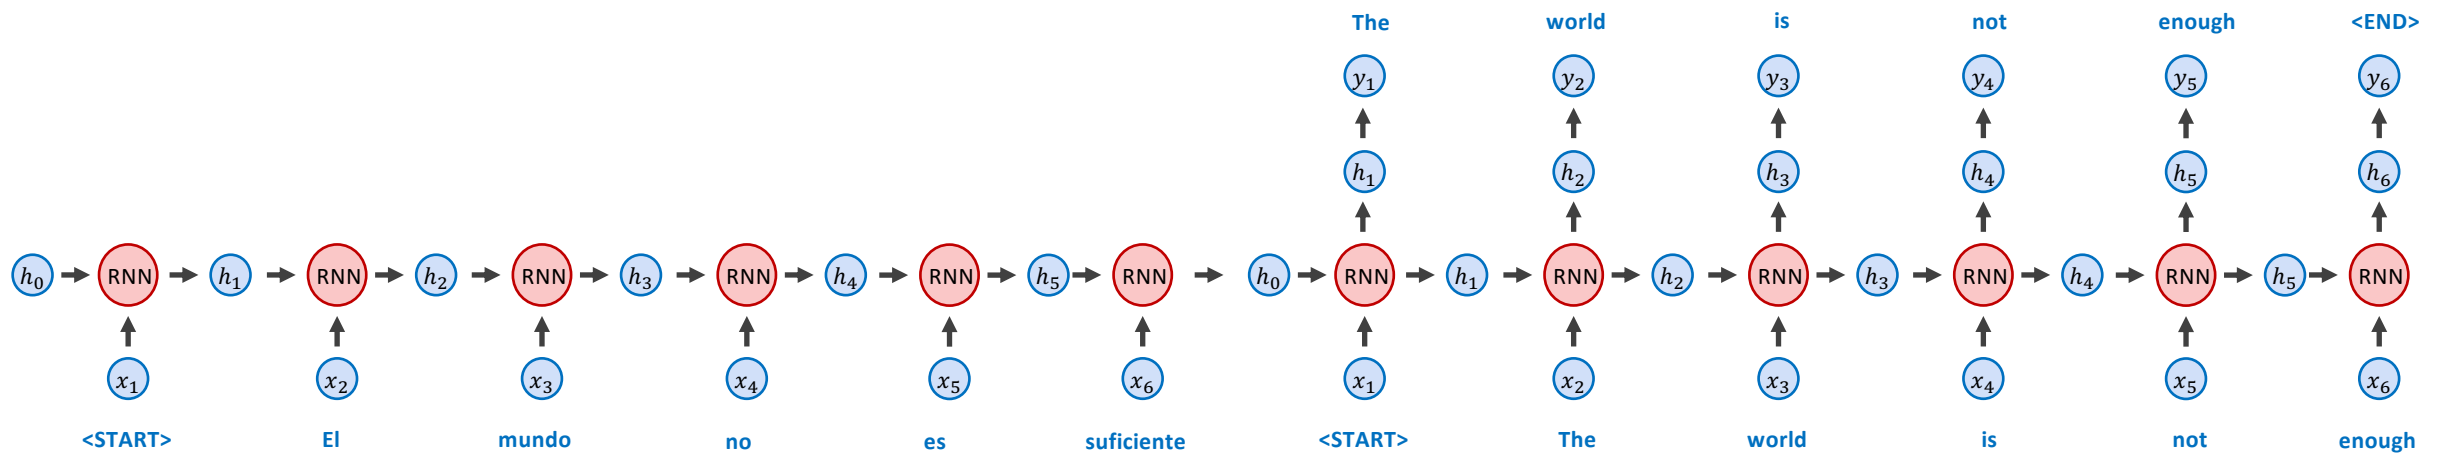 The world is not enough <END>
y₁ y₂ y₃ y₄ y₅ y₆
h₁ h₂ h₃ h₄ h₅ h₆
h₀ RNN h₁ RNN h₂ RNN h₃ RNN h₄ RNN h₅ RNN h₀ RNN h₁ RNN h₂ RNN h₃ RNN h₄ RNN h₅ RNN
x₁ x₂ x₃ x₄ x₅ x₆ x₁ x₂ x₃ x₄ x₅ x₆
<START> El mundo no es suficiente <START> The world is not enough